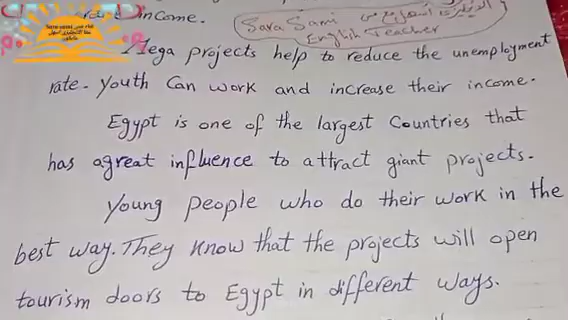 income.
Sara Sami
English Teacher
Mega projects help to reduce the unemployment
rate. Youth Can work and increase their income.
Egypt is one of the largest Countries that
has agreat influence to attract giant projects.
Young people who do their work in the
best way. They know that the projects will open
tourism doors to Egypt in different ways.